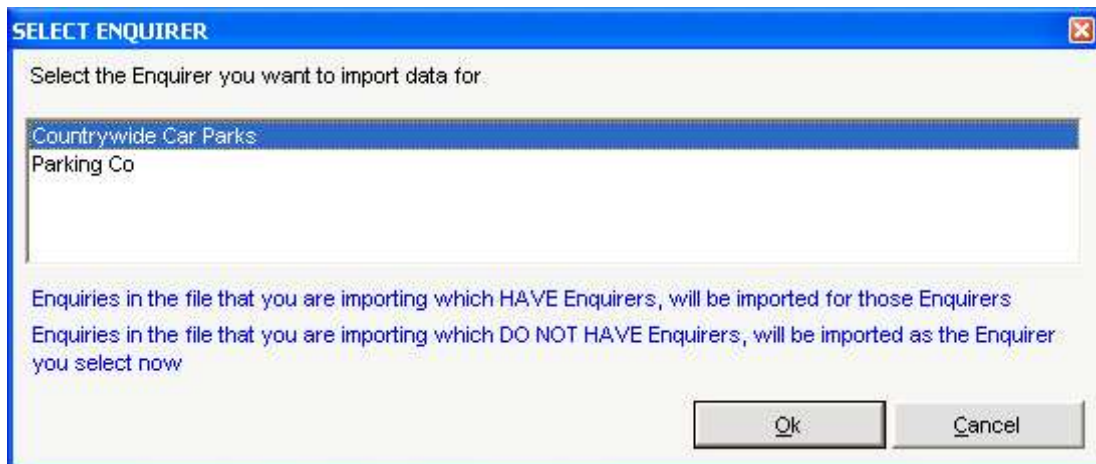 SELECT ENQUIRER
Select the Enquirer you want to import data for
Countrywide Car Parks
Parking Co
Enquiries in the file that you are importing which HAVE Enquirers, will be imported for those Enquirers
Enquiries in the file that you are importing which DO NOT HAVE Enquirers, will be imported as the Enquirer
you select now
Ok
Cancel